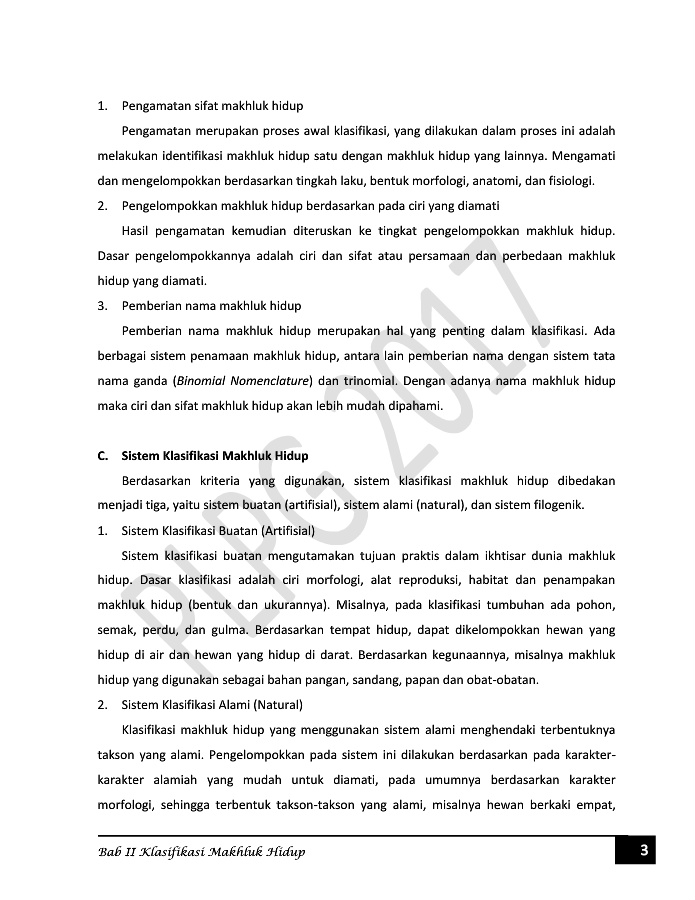 1. Pengamatan sifat makhluk hidup
Pengamatan merupakan proses awal klasifikasi, yang dilakukan dalam proses ini adalah
melakukan identifikasi makhluk hidup satu dengan makhluk hidup yang lainnya. Mengamati
dan mengelompokkan berdasarkan tingkah laku, bentuk morfologi, anatomi, dan fisiologi.
2. Pengelompokkan makhluk hidup berdasarkan pada ciri yang diamati
Hasil pengamatan kemudian diteruskan ke tingkat pengelompokkan makhluk hidup.
Dasar pengelompokkannya adalah ciri dan sifat atau persamaan dan perbedaan makhluk
hidup yang diamati.
3. Pemberian nama makhluk hidup
Pemberian nama makhluk hidup merupakan hal yang penting dalam klasifikasi. Ada
berbagai sistem penamaan makhluk hidup, antara lain pemberian nama dengan sistem tata
nama ganda (Binomial Nomenclature) dan trinomial. Dengan adanya nama makhluk hidup
maka ciri dan sifat makhluk hidup akan lebih mudah dipahami.
C. Sistem Klasifikasi Makhluk Hidup
Berdasarkan kriteria yang digunakan, sistem klasifikasi makhluk hidup dibedakan
menjadi tiga, yaitu sistem buatan (artifisial), sistem alami (natural), dan sistem filogenik.
1. Sistem Klasifikasi Buatan (Artifisial)
Sistem klasifikasi buatan mengutamakan tujuan praktis dalam ikhtisar dunia makhluk
hidup. Dasar klasifikasi adalah ciri morfologi, alat reproduksi, habitat dan penampakan
makhluk hidup (bentuk dan ukurannya). Misalnya, pada klasifikasi tumbuhan ada pohon,
semak, perdu, dan gulma. Berdasarkan tempat hidup, dapat dikelompokkan hewan yang
hidup di air dan hewan yang hidup di darat. Berdasarkan kegunaannya, misalnya makhluk
hidup yang digunakan sebagai bahan pangan, sandang, papan dan obat-obatan.
2. Sistem Klasifikasi Alami (Natural)
Klasifikasi makhluk hidup yang menggunakan sistem alami menghendaki terbentuknya
takson yang alami. Pengelompokkan pada sistem ini dilakukan berdasarkan pada karakter-
karakter alamiah yang mudah untuk diamati, pada umumnya berdasarkan karakter
morfologi, sehingga terbentuk takson-takson yang alami, misalnya hewan berkaki empat,
PLPG 2017
Bab II Klasifikasi Makhluk Hidup 3